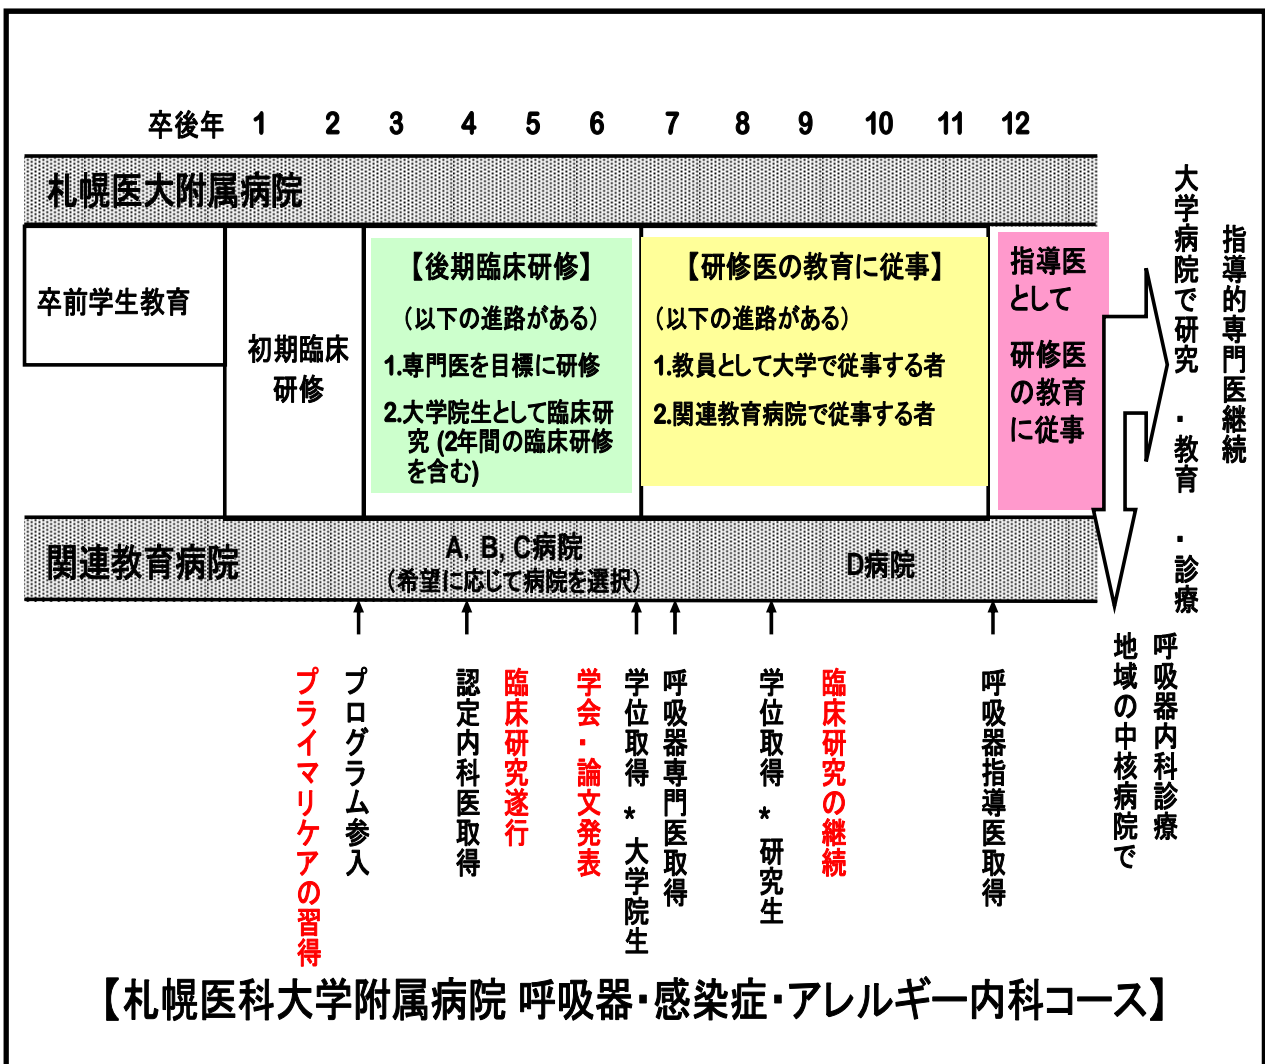 卒後年 1 2 3 4 5 6 7 8 9 10 11 12
札幌医大附属病院
卒前学生教育
初期臨床
研修
【後期臨床研修】
（以下の進路がある）
1.専門医を目標に研修
2.大学院生として臨床研
究 (2年間の臨床研修
を含む)
【研修医の教育に従事】
（以下の進路がある）
1.教員として大学で従事する者
2.関連教育病院で従事する者
指導医
として
研修医
の教育
に従事
指導的専門医継続
大学病院で研究・教育・診療
関連教育病院
A, B, C病院
（希望に応じて病院を選択）
D病院
プライマリケアの習得
プログラム参入
認定内科医取得
臨床研究遂行
学会・論文発表
学位取得*大学院生
呼吸器専門医取得
学位取得*研究生
臨床研究の継続
呼吸器指導医取得
呼吸器内科診療
地域の中核病院で
【札幌医科大学附属病院 呼吸器・感染症・アレルギー内科コース】